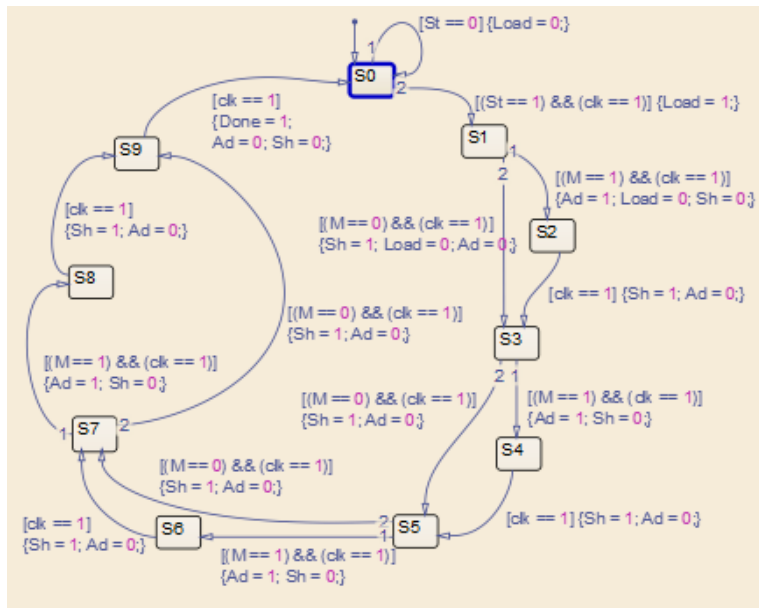 [St == 0] {Load = 0;}
1
S0
2
[clk == 1]
{Done = 1;
Ad = 0; Sh = 0;}
[(St == 1) && (clk == 1)] {Load = 1;}
S1
1
2
S9
[(M == 1) && (clk == 1)]
{Ad = 1; Load = 0; Sh = 0;}
[clk == 1]
{Sh = 1; Ad = 0;}
[(M == 0) && (clk == 1)]
{Sh = 1; Load = 0; Ad = 0;}
S2
S8
[clk == 1] {Sh = 1; Ad = 0;}
[(M == 0) && (clk == 1)]
{Sh = 1; Ad = 0;}
S3
2
1
[(M == 1) && (clk == 1)]
{Ad = 1; Sh = 0;}
[(M == 0) && (clk == 1)]
{Sh = 1; Ad = 0;}
[(M == 1) && (clk == 1)]
{Ad = 1; Sh = 0;}
1
S7
2
S4
[(M == 0) && (clk == 1)]
{Sh = 1; Ad = 0;}
[clk == 1]
{Sh = 1; Ad = 0;}
S6
2
1
S5
[clk == 1] {Sh = 1; Ad = 0;}
[(M == 1) && (clk == 1)]
{Ad = 1; Sh = 0;}